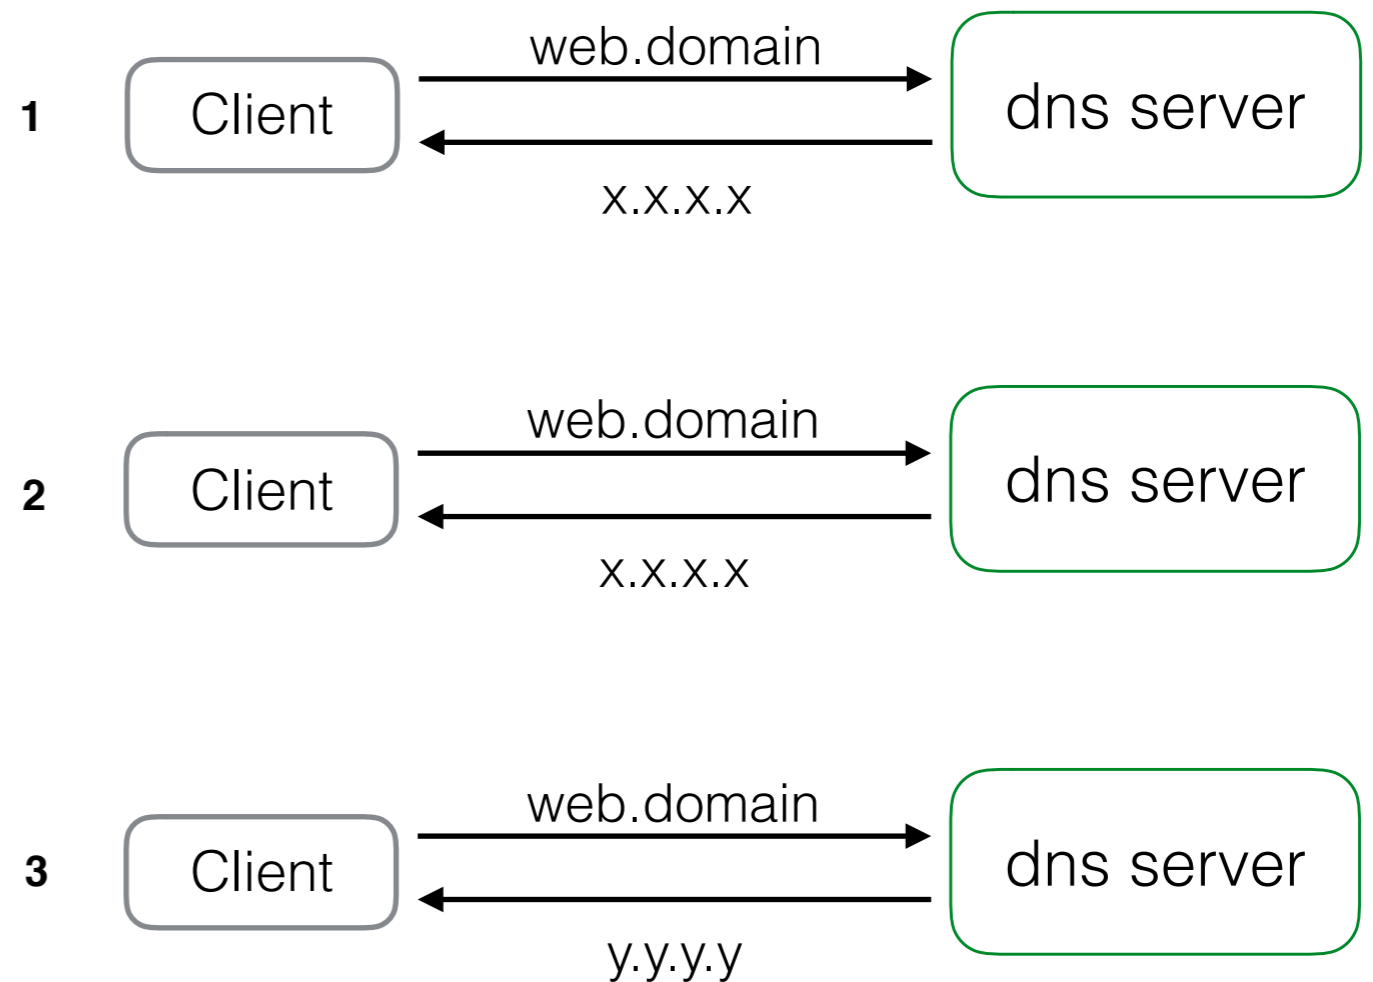 web.domain
1
Client
dns server
x.x.x.x
web.domain
2
Client
dns server
x.x.x.x
web.domain
3
Client
dns server
y.y.y.y